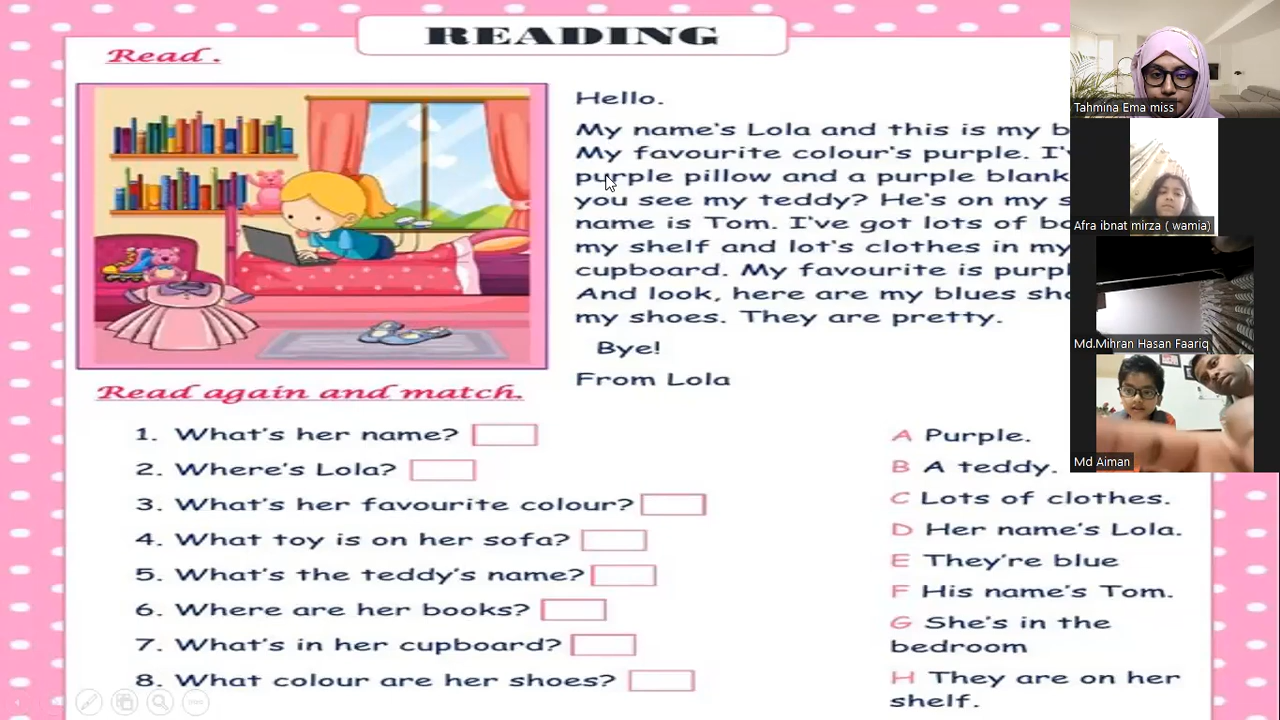 READING
Read .
Hello.
My name's Lola and this is my
My favourite colour's purple.
purple pillow and a purple
you see my teddy? He's on my
name is Tom. I've got lots of
my shelf and lot's clothes in my
cupboard. My favourite is
And look, here are my blues
my shoes. They are pretty.
Bye!
From Lola
Read again and match.
1. What's her name?
2. Where's Lola?
3. What's her favourite colour?
4. What toy is on her sofa?
5. What's the teddy's name?
6. Where are her books?
7. What's in her cupboard?
8. What colour are her shoes?
A Purple.
B A teddy.
C Lots of clothes.
D Her name's Lola.
E They're blue
F His name's Tom.
G She's in the
bedroom
H They are on her
shelf.
Tahmina Ema miss
Afra ibnat mirza ( wamia)
Md.Mihran Hasan Faariq
Md Aiman